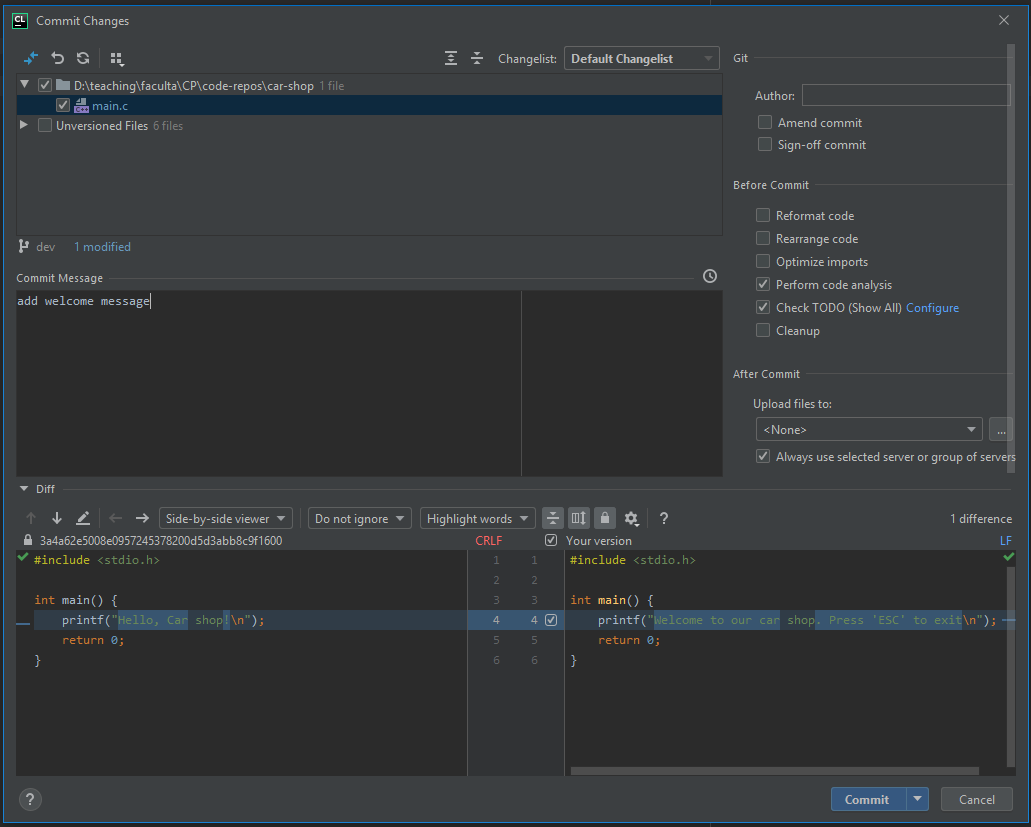 CL Commit Changes
Changelist: Default Changelist
D:\teaching\faculta\CP\code-repos\car-shop 1 file
C++ main.c
Unversioned Files 6 files
dev 1 modified
Commit Message
add welcome message
Git
Author:
Amend commit
Sign-off commit
Before Commit
Reformat code
Rearrange code
Optimize imports
Perform code analysis
Check TODO (Show All) Configure
Cleanup
After Commit
Upload files to:
<None> ...
Always use selected server or group of servers
Diff
Side-by-side viewer Do not ignore Highlight words ? 1 difference
3a4a62e5008e0957245378200d5d3abb8c9f1600 CRLF Your version LF
#include <stdio.h> 1 1 #include <stdio.h>
2 2
int main() { 3 3 int main() {
printf("Hello, Car shop!\n"); 4 4 printf("Welcome to our car shop. Press 'ESC' to exit\n");
return 0; 5 5 return 0;
} 6 6 }
? Commit Cancel